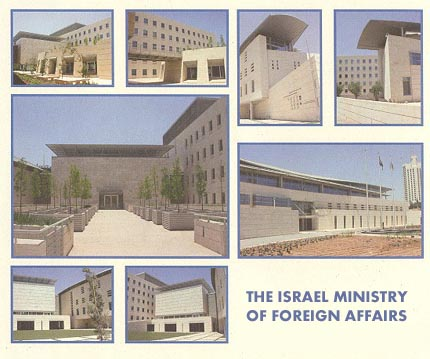 THE ISRAEL MINISTRY
OF FOREIGN AFFAIRS